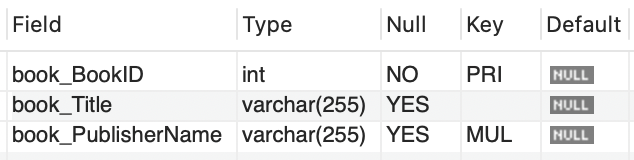 Field Type Null Key Default
book_BookID int NO PRI NULL
book_Title varchar(255) YES NULL
book_PublisherName varchar(255) YES MUL NULL